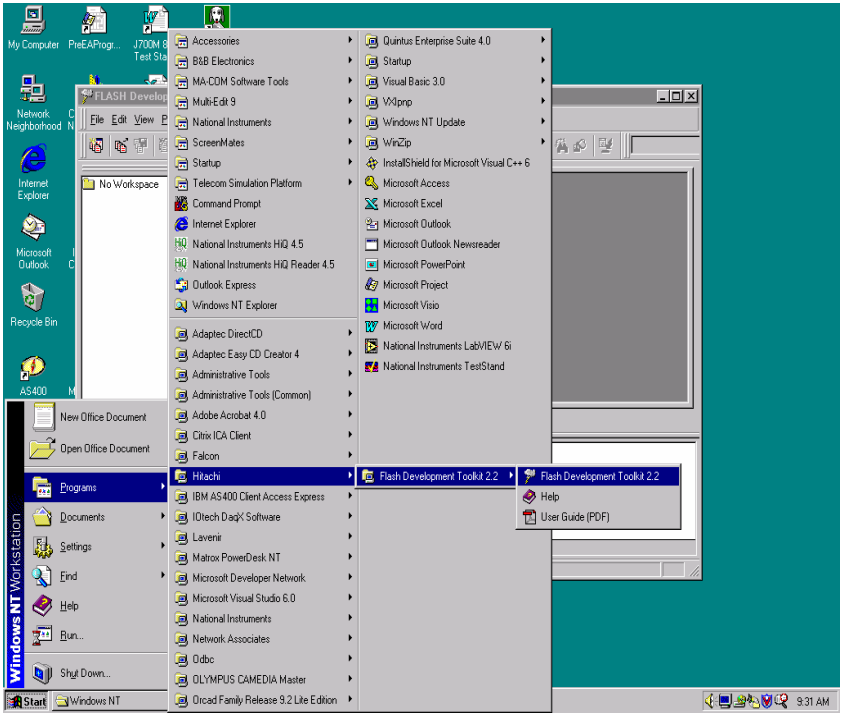 My Computer
PreEAProgr...
J700M 8
Test Sta
Network
Neighborhood
Internet
Explorer
Microsoft
Outlook
Recycle Bin
AS400
FLASH Develop
File Edit View P
No Workspace
Accessories
B&B Electronics
MA-COM Software Tools
Multi-Edit 9
National Instruments
ScreenMates
Startup
Telecom Simulation Platform
Command Prompt
Internet Explorer
National Instruments HiQ 4.5
National Instruments HiQ Reader 4.5
Outlook Express
Windows NT Explorer
Adaptec DirectCD
Adaptec Easy CD Creator 4
Administrative Tools
Administrative Tools (Common)
Adobe Acrobat 4.0
Citrix ICA Client
Falcon
Hitachi
IBM AS400 Client Access Express
IOtech DaqX Software
Lavenir
Matrox PowerDesk NT
Microsoft Developer Network
Microsoft Visual Studio 6.0
National Instruments
Network Associates
Odbc
OLYMPUS CAMEDIA Master
Orcad Family Release 9.2 Lite Edition
Quintus Enterprise Suite 4.0
Startup
Visual Basic 3.0
VXIpnp
Windows NT Update
WinZip
InstallShield for Microsoft Visual C++ 6
Microsoft Access
Microsoft Excel
Microsoft Outlook
Microsoft Outlook Newsreader
Microsoft PowerPoint
Microsoft Project
Microsoft Visio
Microsoft Word
National Instruments LabVIEW 6i
National Instruments TestStand
Flash Development Toolkit 2.2
Flash Development Toolkit 2.2
Help
User Guide (PDF)
New Office Document
Open Office Document
Programs
Documents
Settings
Find
Help
Run...
Shut Down...
Windows NT Workstation
Start
Windows NT
9:31 AM